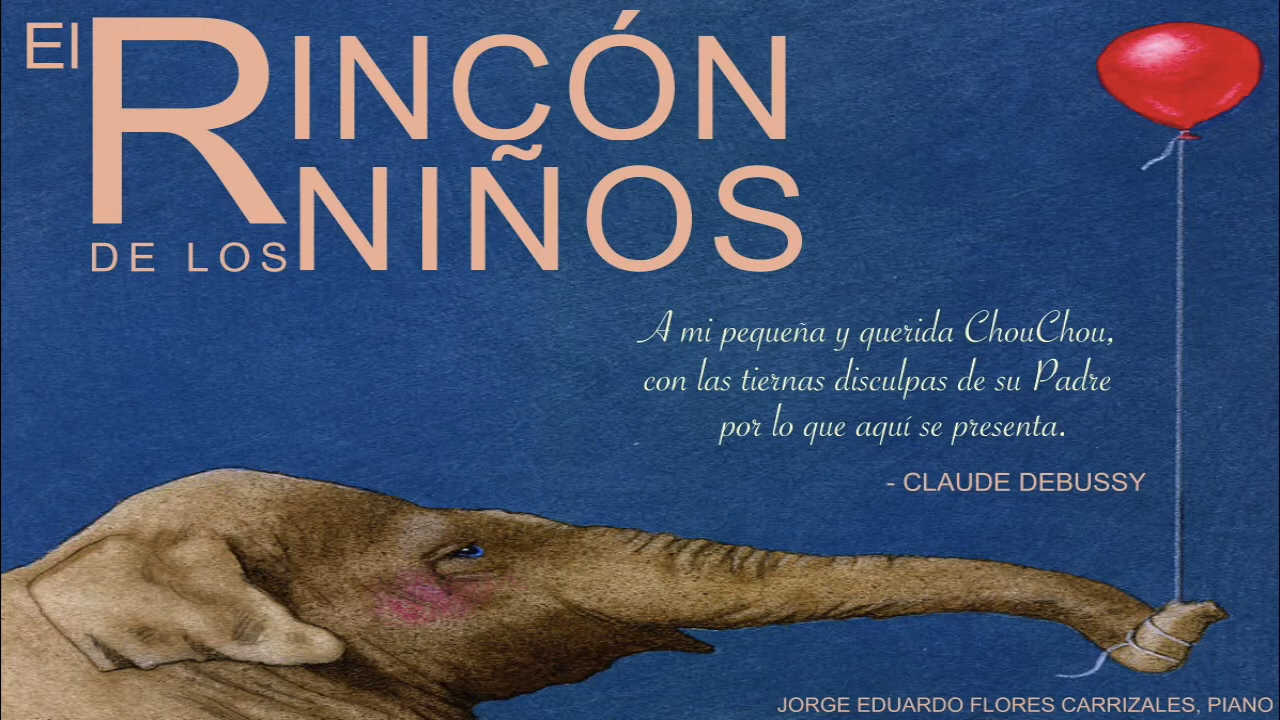 El RINCÓN
DE LOS NIÑOS
A mi pequeña y querida ChouChou,
con las tiernas disculpas de su Padre
por lo que aquí se presenta.
- CLAUDE DEBUSSY
JORGE EDUARDO FLORES CARRIZALES, PIANO